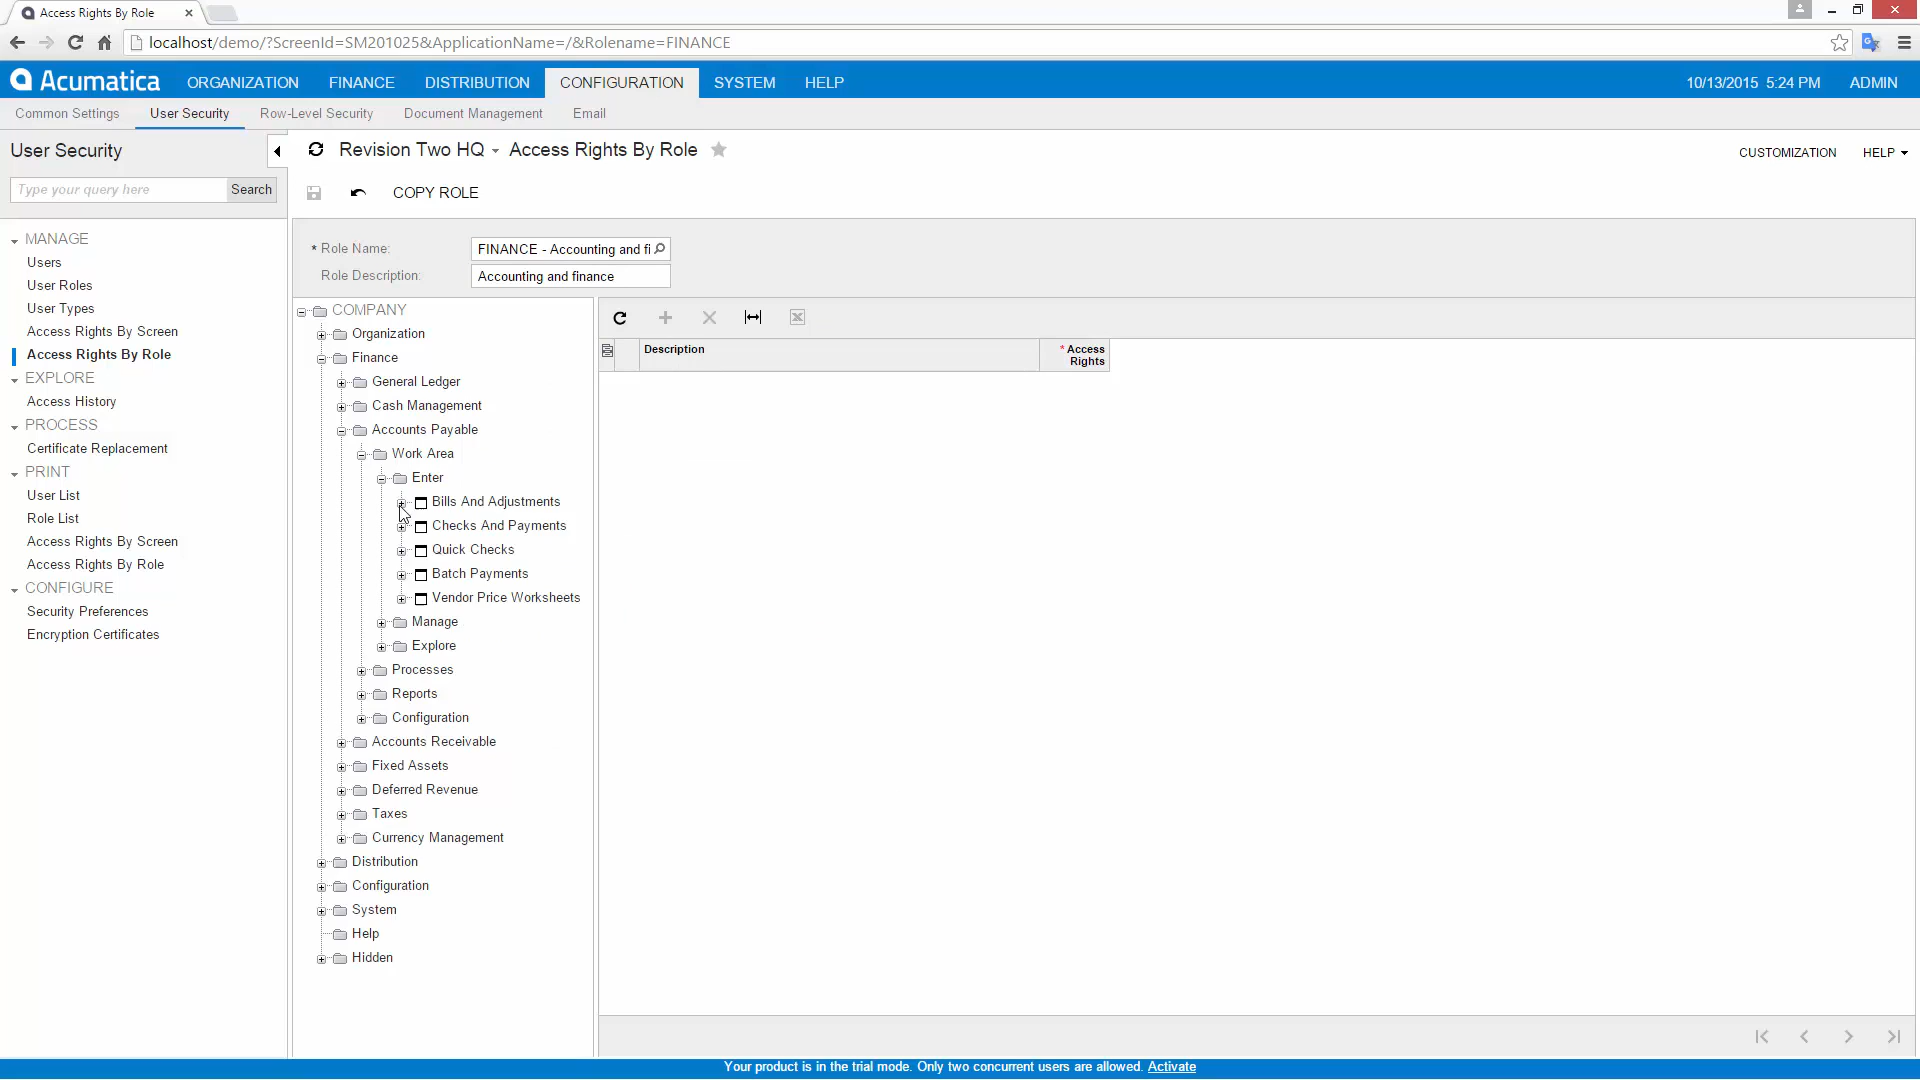 Access Rights By Role
localhost/demo/?ScreenId=SM201025&ApplicationName=/&Rolename=FINANCE
Acumatica ORGANIZATION FINANCE DISTRIBUTION CONFIGURATION SYSTEM HELP 10/13/2015 5:24 PM ADMIN
Common Settings User Security Row-Level Security Document Management Email
User Security
Revision Two HQ Access Rights By Role CUSTOMIZATION HELP
Type your query here Search
COPY ROLE
MANAGE
Users
User Roles
User Types
Access Rights By Screen
Access Rights By Role
EXPLORE
Access History
PROCESS
Certificate Replacement
PRINT
User List
Role List
Access Rights By Screen
Access Rights By Role
CONFIGURE
Security Preferences
Encryption Certificates
* Role Name: FINANCE - Accounting and fi
Role Description: Accounting and finance
COMPANY
Organization
Finance
General Ledger
Cash Management
Accounts Payable
Work Area
Enter
Bills And Adjustments
Checks And Payments
Quick Checks
Batch Payments
Vendor Price Worksheets
Manage
Explore
Processes
Reports
Configuration
Accounts Receivable
Fixed Assets
Deferred Revenue
Taxes
Currency Management
Distribution
Configuration
System
Help
Hidden
Description
* Access
Rights
Your product is in the trial mode. Only two concurrent users are allowed. Activate